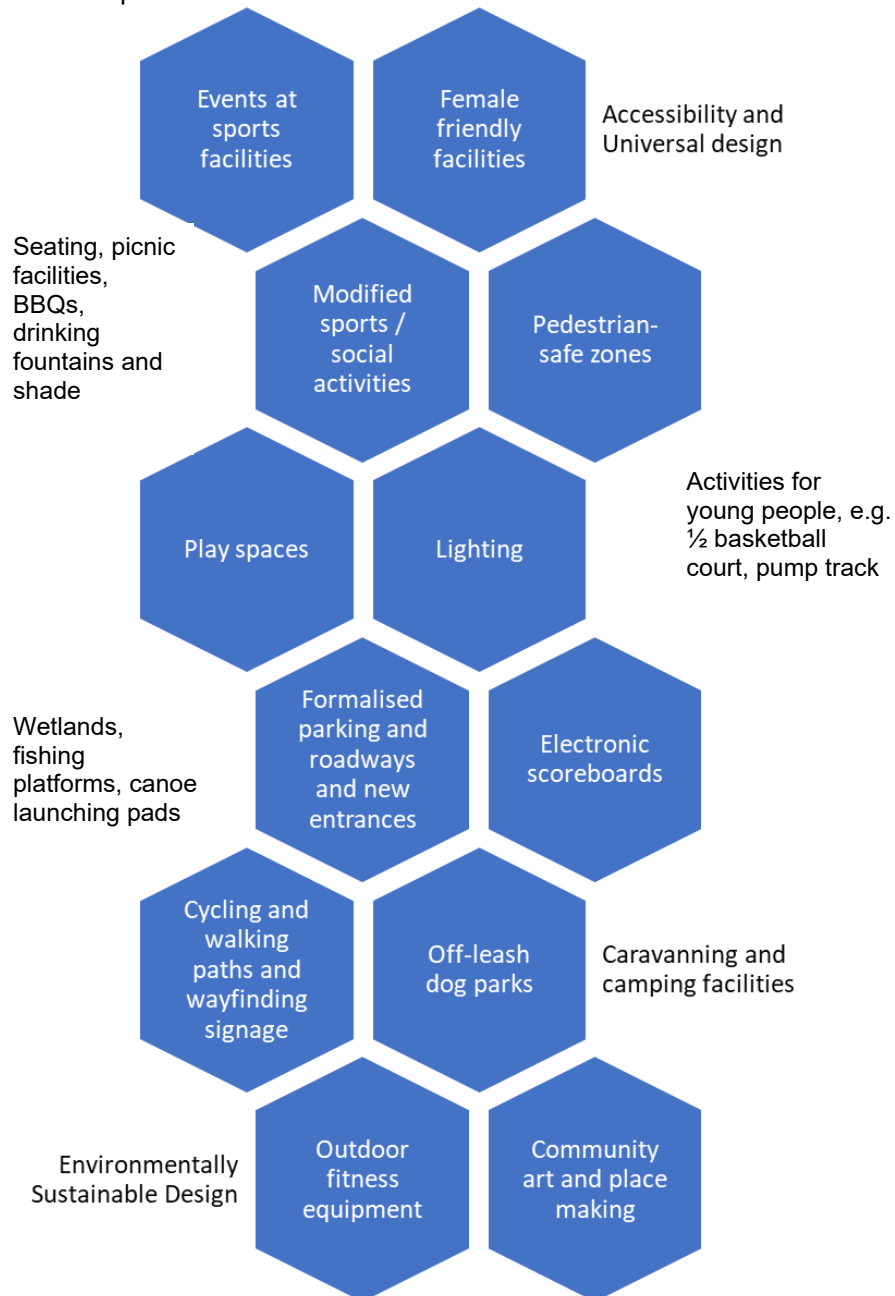 Events at
sports
facilities
Female
friendly
facilities
Accessibility and
Universal design
Seating, picnic
facilities,
BBQs,
drinking
fountains and
shade
Modified
sports /
social
activities
Pedestrian-
safe zones
Play spaces
Lighting
Activities for
young people, e.g.
½ basketball
court, pump track
Wetlands,
fishing
platforms, canoe
launching pads
Formalised
parking and
roadways
and new
entrances
Electronic
scoreboards
Cycling and
walking
paths and
wayfinding
signage
Off-leash
dog parks
Caravanning and
camping facilities
Environmentally
Sustainable Design
Outdoor
fitness
equipment
Community
art and place
making